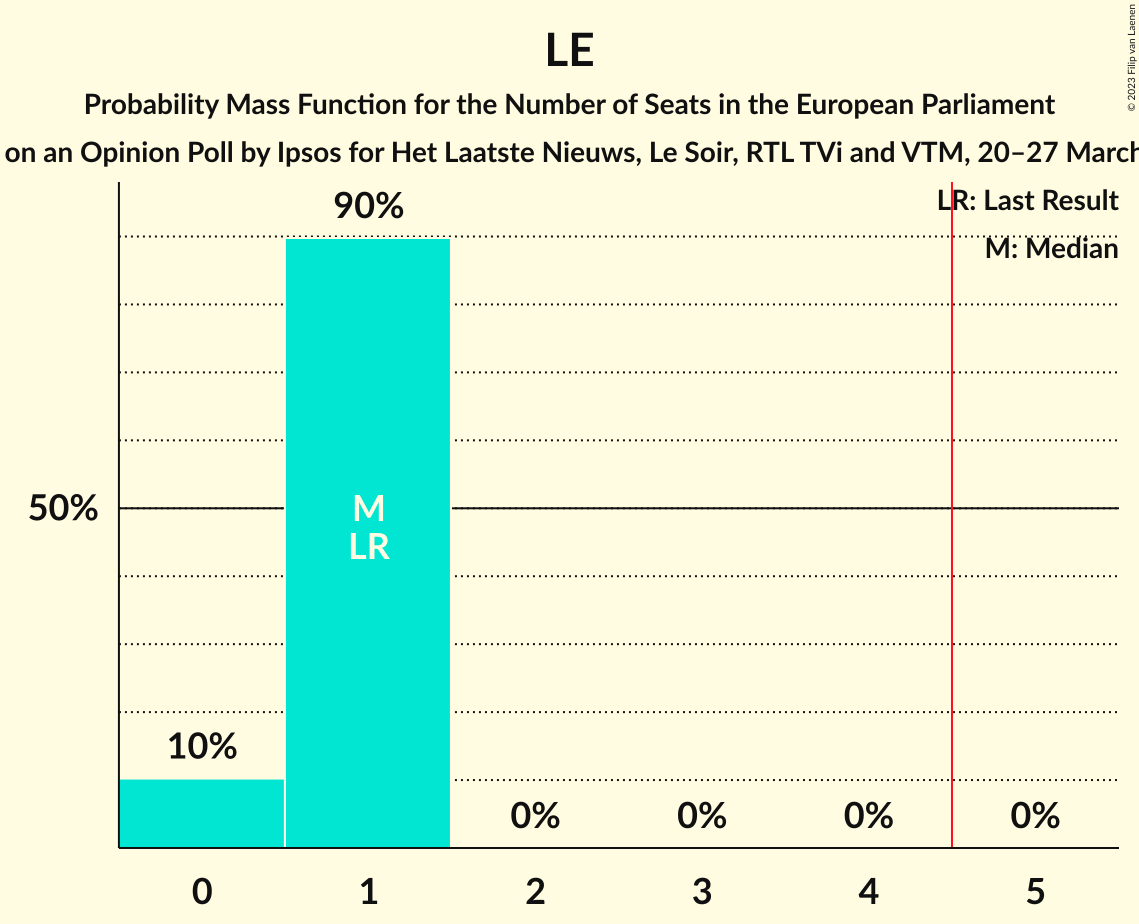 LE
Probability Mass Function for the Number of Seats in the European Parliament
on an Opinion Poll by Ipsos for Het Laatste Nieuws, Le Soir, RTL TVi and VTM, 20–27 March
© 2023 Filip van Laenen
LR: Last Result
M: Median
90%
50%
M
LR
10%
0%
0%
0%
0%
0
1
2
3
4
5